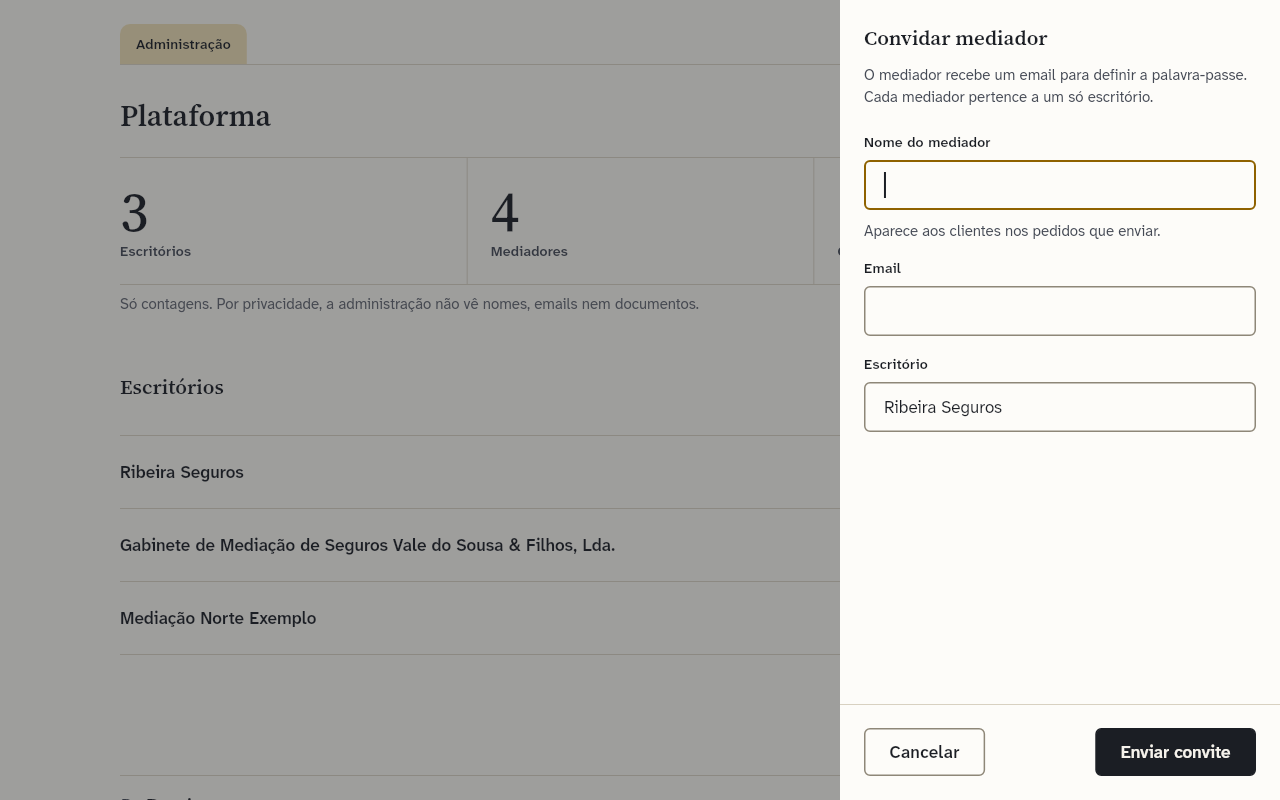 Administração
Plataforma
3
Escritórios
4
Mediadores
Só contagens. Por privacidade, a administração não vê nomes, emails nem documentos.
Escritórios
Ribeira Seguros
Gabinete de Mediação de Seguros Vale do Sousa & Filhos, Lda.
Mediação Norte Exemplo
Convidar mediador
O mediador recebe um email para definir a palavra-passe.
Cada mediador pertence a um só escritório.
Nome do mediador
Aparece aos clientes nos pedidos que enviar.
Email
Escritório
Ribeira Seguros
Cancelar
Enviar convite